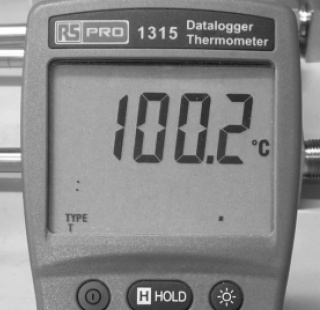 RS PRO 1315 Datalogger
Thermometer
100.2 °C
:
TYPE
T
H HOLD